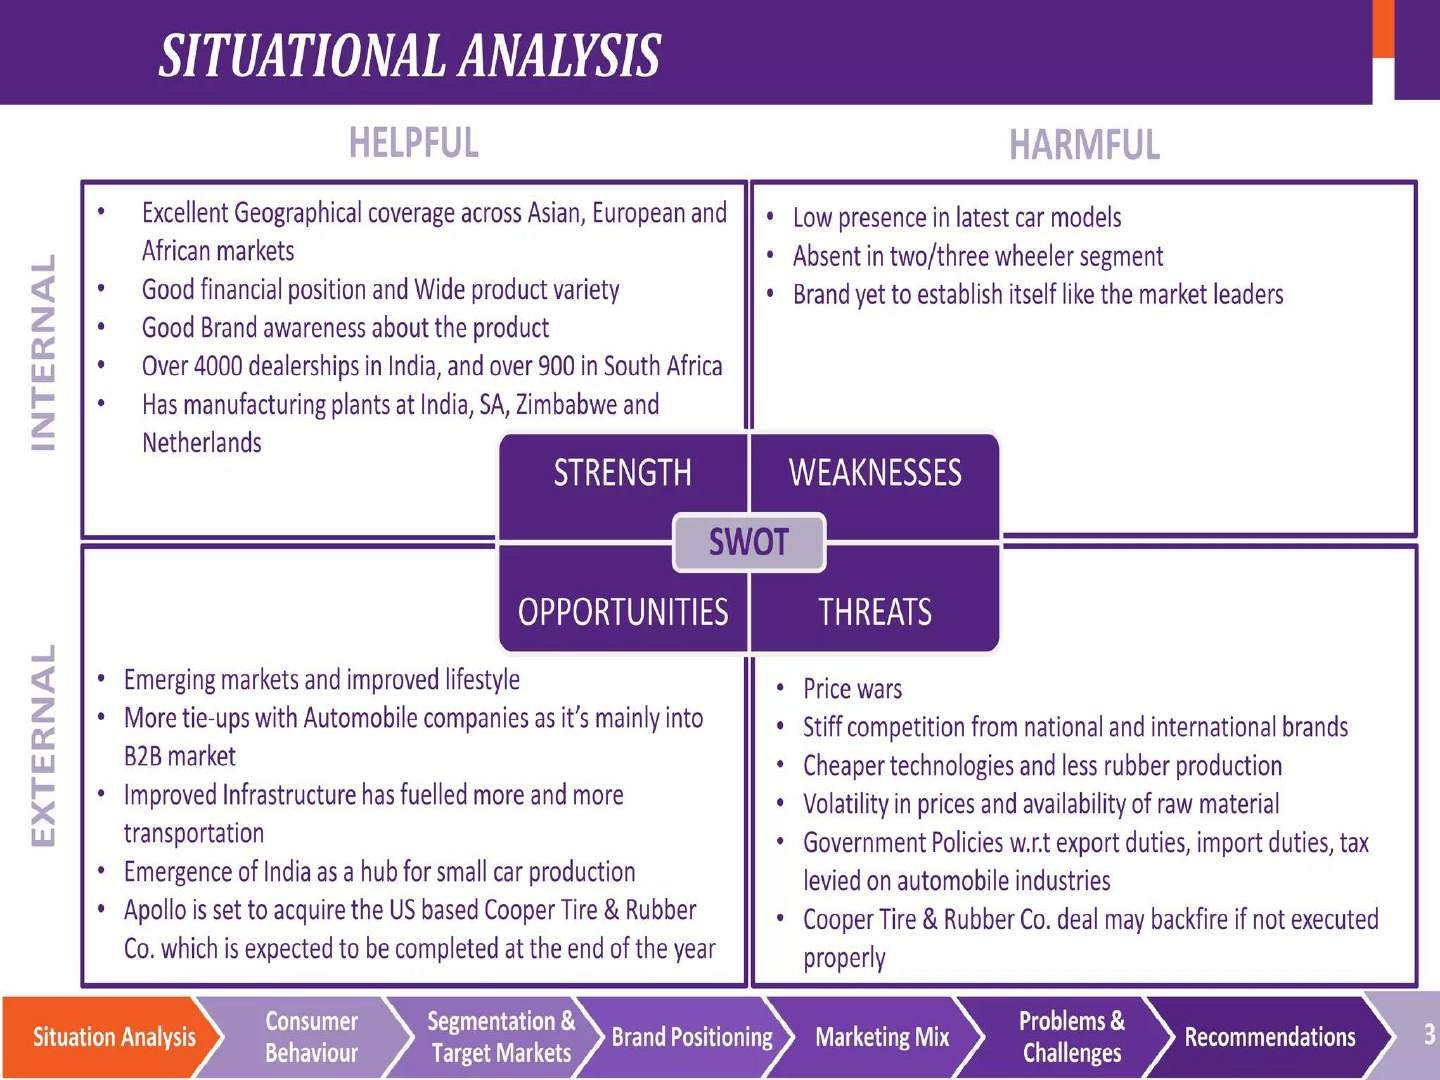 SITUATIONAL ANALYSIS
HELPFUL
HARMFUL
INTERNAL
• Excellent Geographical coverage across Asian, European and
African markets
• Good financial position and Wide product variety
• Good Brand awareness about the product
• Over 4000 dealerships in India, and over 900 in South Africa
• Has manufacturing plants at India, SA, Zimbabwe and
Netherlands
• Low presence in latest car models
• Absent in two/three wheeler segment
• Brand yet to establish itself like the market leaders
STRENGTH
WEAKNESSES
SWOT
OPPORTUNITIES
THREATS
EXTERNAL
• Emerging markets and improved lifestyle
• More tie-ups with Automobile companies as it’s mainly into
B2B market
• Improved Infrastructure has fuelled more and more
transportation
• Emergence of India as a hub for small car production
• Apollo is set to acquire the US based Cooper Tire & Rubber
Co. which is expected to be completed at the end of the year
• Price wars
• Stiff competition from national and international brands
• Cheaper technologies and less rubber production
• Volatility in prices and availability of raw material
• Government Policies w.r.t export duties, import duties, tax
levied on automobile industries
• Cooper Tire & Rubber Co. deal may backfire if not executed
properly
Situation Analysis
Consumer
Behaviour
Segmentation &
Target Markets
Brand Positioning
Marketing Mix
Problems &
Challenges
Recommendations
3